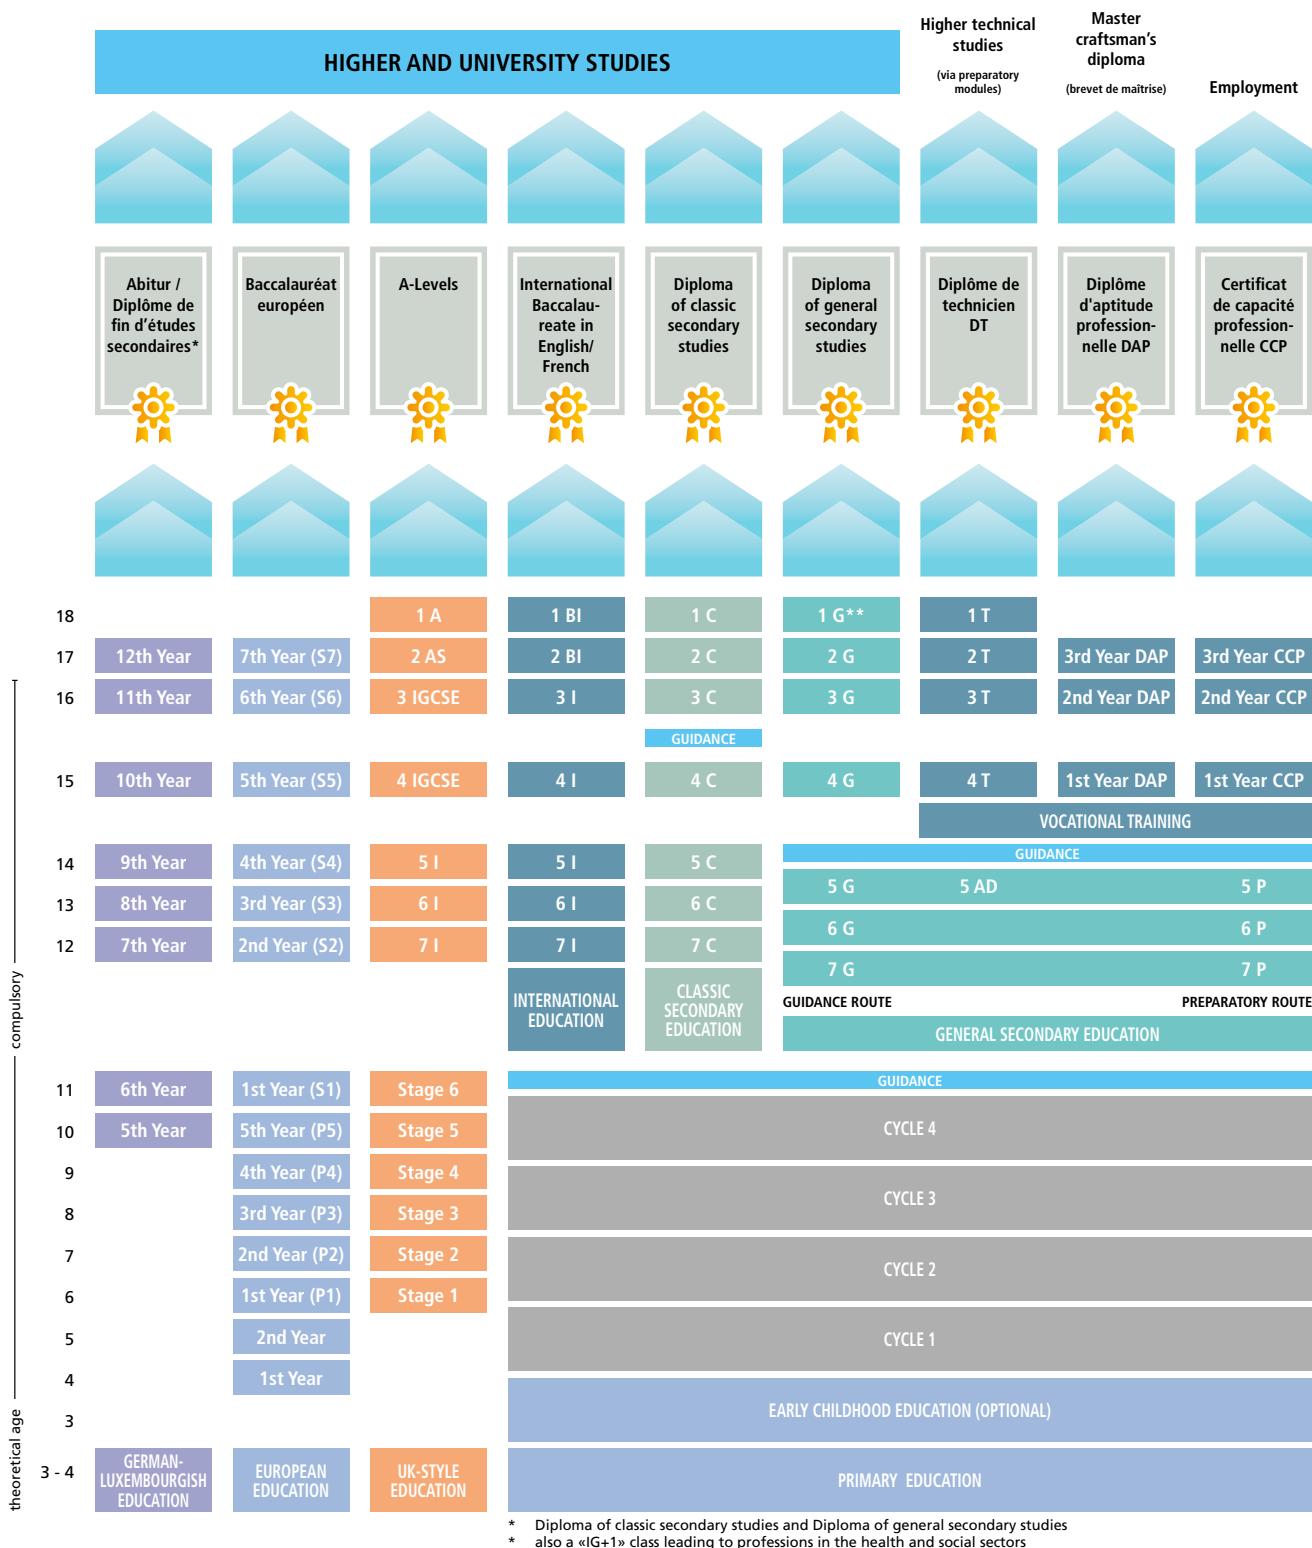 HIGHER AND UNIVERSITY STUDIES
Higher technical
studies
(via preparatory
modules)
Master
craftsman's
diploma
(brevet de maîtrise)
Employment
Abitur /
Diplôme de
fin d'études
secondaires*
Baccalauréat
européen
A-Levels
International
Baccalau-
reate in
English/
French
Diploma
of classic
secondary
studies
Diploma
of general
secondary
studies
Diplôme de
technicien
DT
Diplôme
d'aptitude
profession-
nelle DAP
Certificat
de capacité
profession-
nelle CCP
18 1 A 1 BI 1 C 1 G** 1 T
17 12th Year 7th Year (S7) 2 AS 2 BI 2 C 2 G 2 T 3rd Year DAP 3rd Year CCP
16 11th Year 6th Year (S6) 3 IGCSE 3 I 3 C 3 G 3 T 2nd Year DAP 2nd Year CCP
GUIDANCE
15 10th Year 5th Year (S5) 4 IGCSE 4 I 4 C 4 G 4 T 1st Year DAP 1st Year CCP
VOCATIONAL TRAINING
GUIDANCE
14 9th Year 4th Year (S4) 5 I 5 I 5 C
5 G 5 AD 5 P
13 8th Year 3rd Year (S3) 6 I 6 I 6 C
6 G 6 P
12 7th Year 2nd Year (S2) 7 I 7 I 7 C
7 G 7 P
INTERNATIONAL
EDUCATION
CLASSIC
SECONDARY
EDUCATION
GUIDANCE ROUTE PREPARATORY ROUTE
GENERAL SECONDARY EDUCATION
compulsory
GUIDANCE
11 6th Year 1st Year (S1) Stage 6
10 5th Year 5th Year (P5) Stage 5
CYCLE 4
9 4th Year (P4) Stage 4
8 3rd Year (P3) Stage 3
CYCLE 3
7 2nd Year (P2) Stage 2
6 1st Year (P1) Stage 1
CYCLE 2
5 2nd Year
4 1st Year
CYCLE 1
3
EARLY CHILDHOOD EDUCATION (OPTIONAL)
theoretical age
3 - 4
GERMAN-
LUXEMBOURGISH
EDUCATION
EUROPEAN
EDUCATION
UK-STYLE
EDUCATION
PRIMARY EDUCATION
* Diploma of classic secondary studies and Diploma of general secondary studies
* also a «IG+1» class leading to professions in the health and social sectors